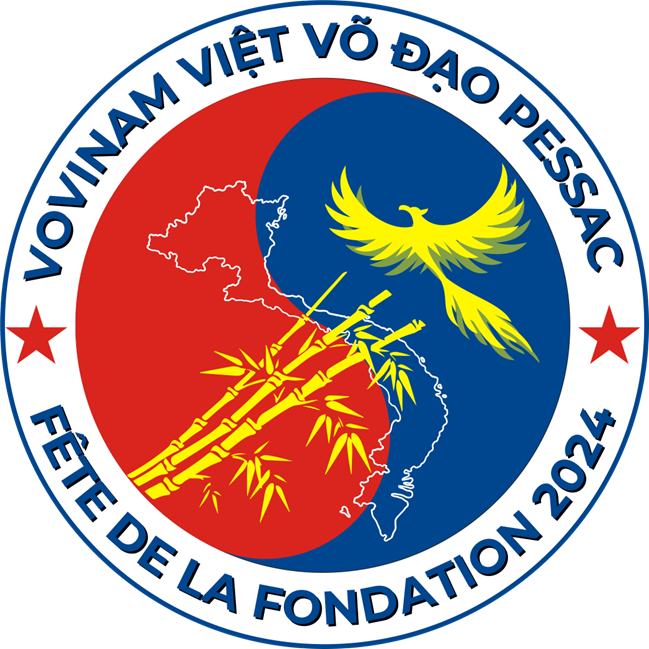 VOVINAM VIỆT VÕ ĐẠO PESSAC
FÊTE DE LA FONDATION 2024